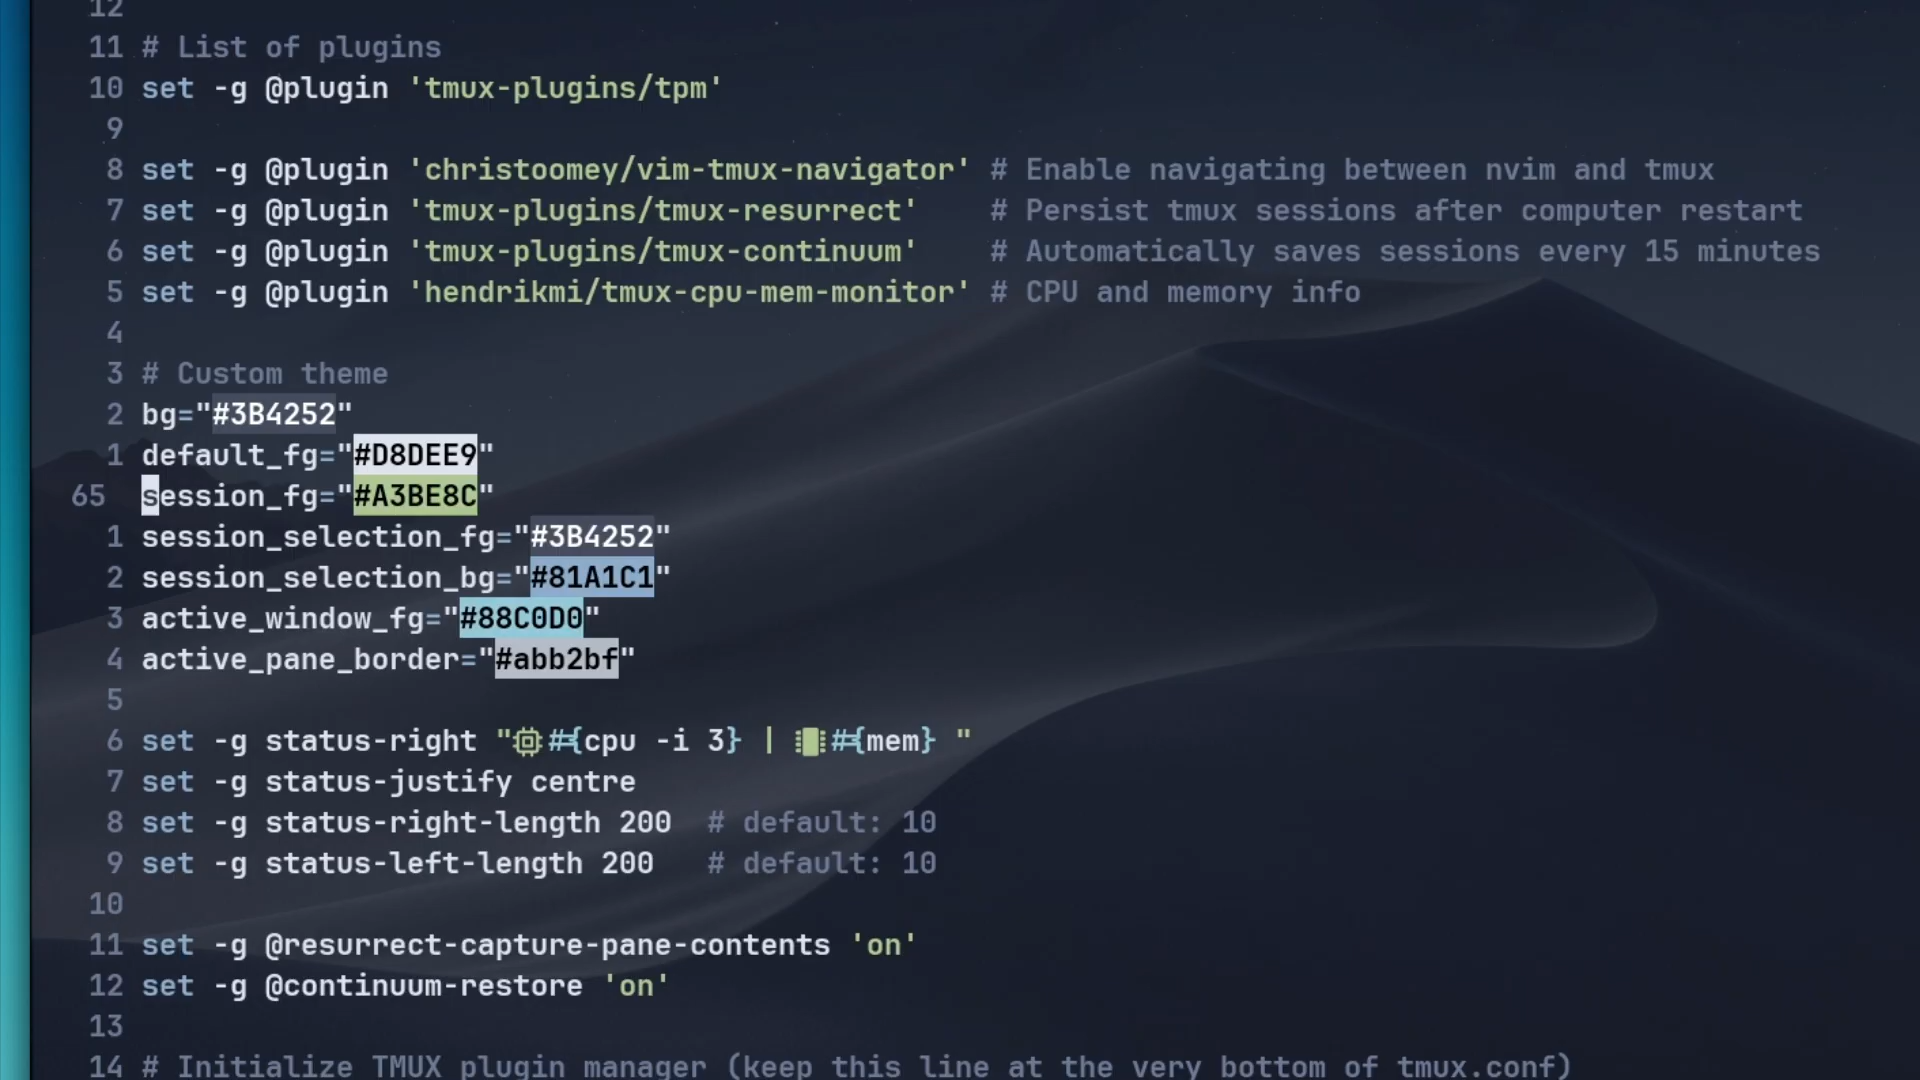 12
11 # List of plugins
10 set -g @plugin 'tmux-plugins/tpm'
9
8 set -g @plugin 'christoomey/vim-tmux-navigator' # Enable navigating between nvim and tmux
7 set -g @plugin 'tmux-plugins/tmux-resurrect' # Persist tmux sessions after computer restart
6 set -g @plugin 'tmux-plugins/tmux-continuum' # Automatically saves sessions every 15 minutes
5 set -g @plugin 'hendrikmi/tmux-cpu-mem-monitor' # CPU and memory info
4
3 # Custom theme
2 bg="#3B4252"
1 default_fg="#D8DEE9"
65 session_fg="#A3BE8C"
1 session_selection_fg="#3B4252"
2 session_selection_bg="#81A1C1"
3 active_window_fg="#88C0D0"
4 active_pane_border="#abb2bf"
5
6 set -g status-right "#{cpu -i 3} | #{mem} "
7 set -g status-justify centre
8 set -g status-right-length 200 # default: 10
9 set -g status-left-length 200 # default: 10
10
11 set -g @resurrect-capture-pane-contents 'on'
12 set -g @continuum-restore 'on'
13
14 # Initialize TMUX plugin manager (keep this line at the very bottom of tmux.conf)